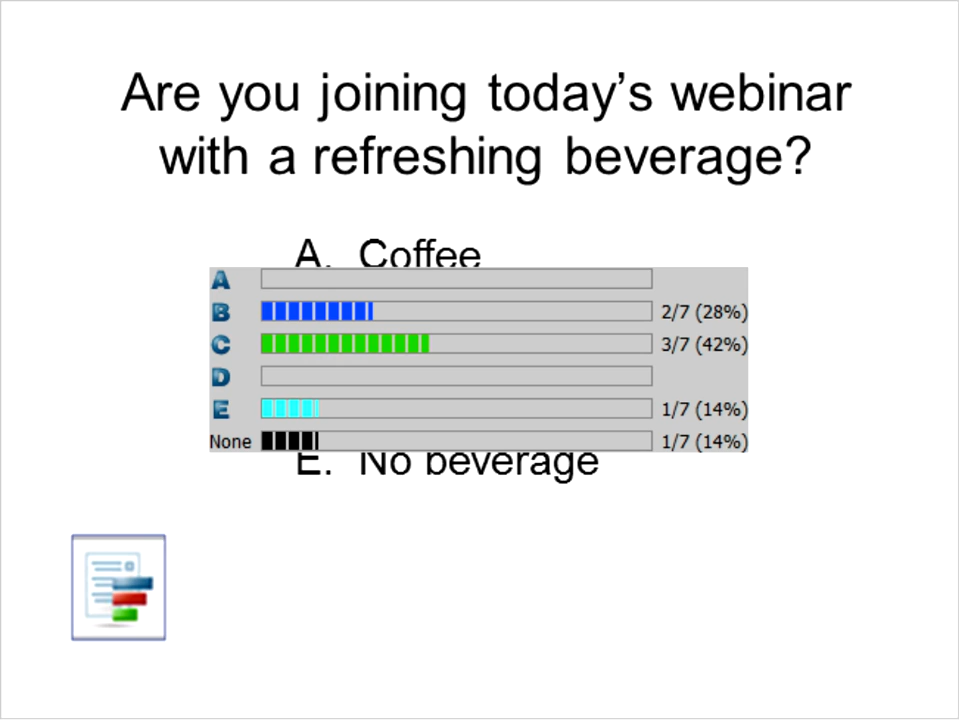 Are you joining today’s webinar
with a refreshing beverage?
A. Coffee
A
B 2/7 (28%)
C 3/7 (42%)
D
E 1/7 (14%)
None 1/7 (14%)
E. No beverage